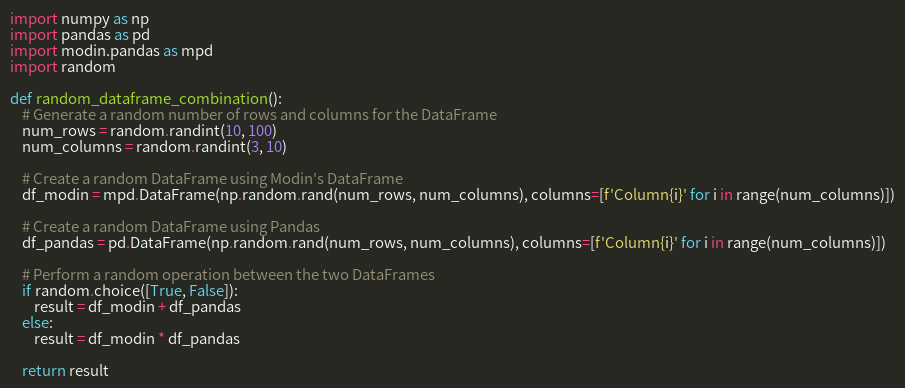 import numpy as np
import pandas as pd
import modin.pandas as mpd
import random

def random_dataframe_combination():
    # Generate a random number of rows and columns for the DataFrame
    num_rows = random.randint(10, 100)
    num_columns = random.randint(3, 10)

    # Create a random DataFrame using Modin's DataFrame
    df_modin = mpd.DataFrame(np.random.rand(num_rows, num_columns), columns=[f'Column{i}' for i in range(num_columns)])

    # Create a random DataFrame using Pandas
    df_pandas = pd.DataFrame(np.random.rand(num_rows, num_columns), columns=[f'Column{i}' for i in range(num_columns)])

    # Perform a random operation between the two DataFrames
    if random.choice([True, False]):
        result = df_modin + df_pandas
    else:
        result = df_modin * df_pandas

    return result